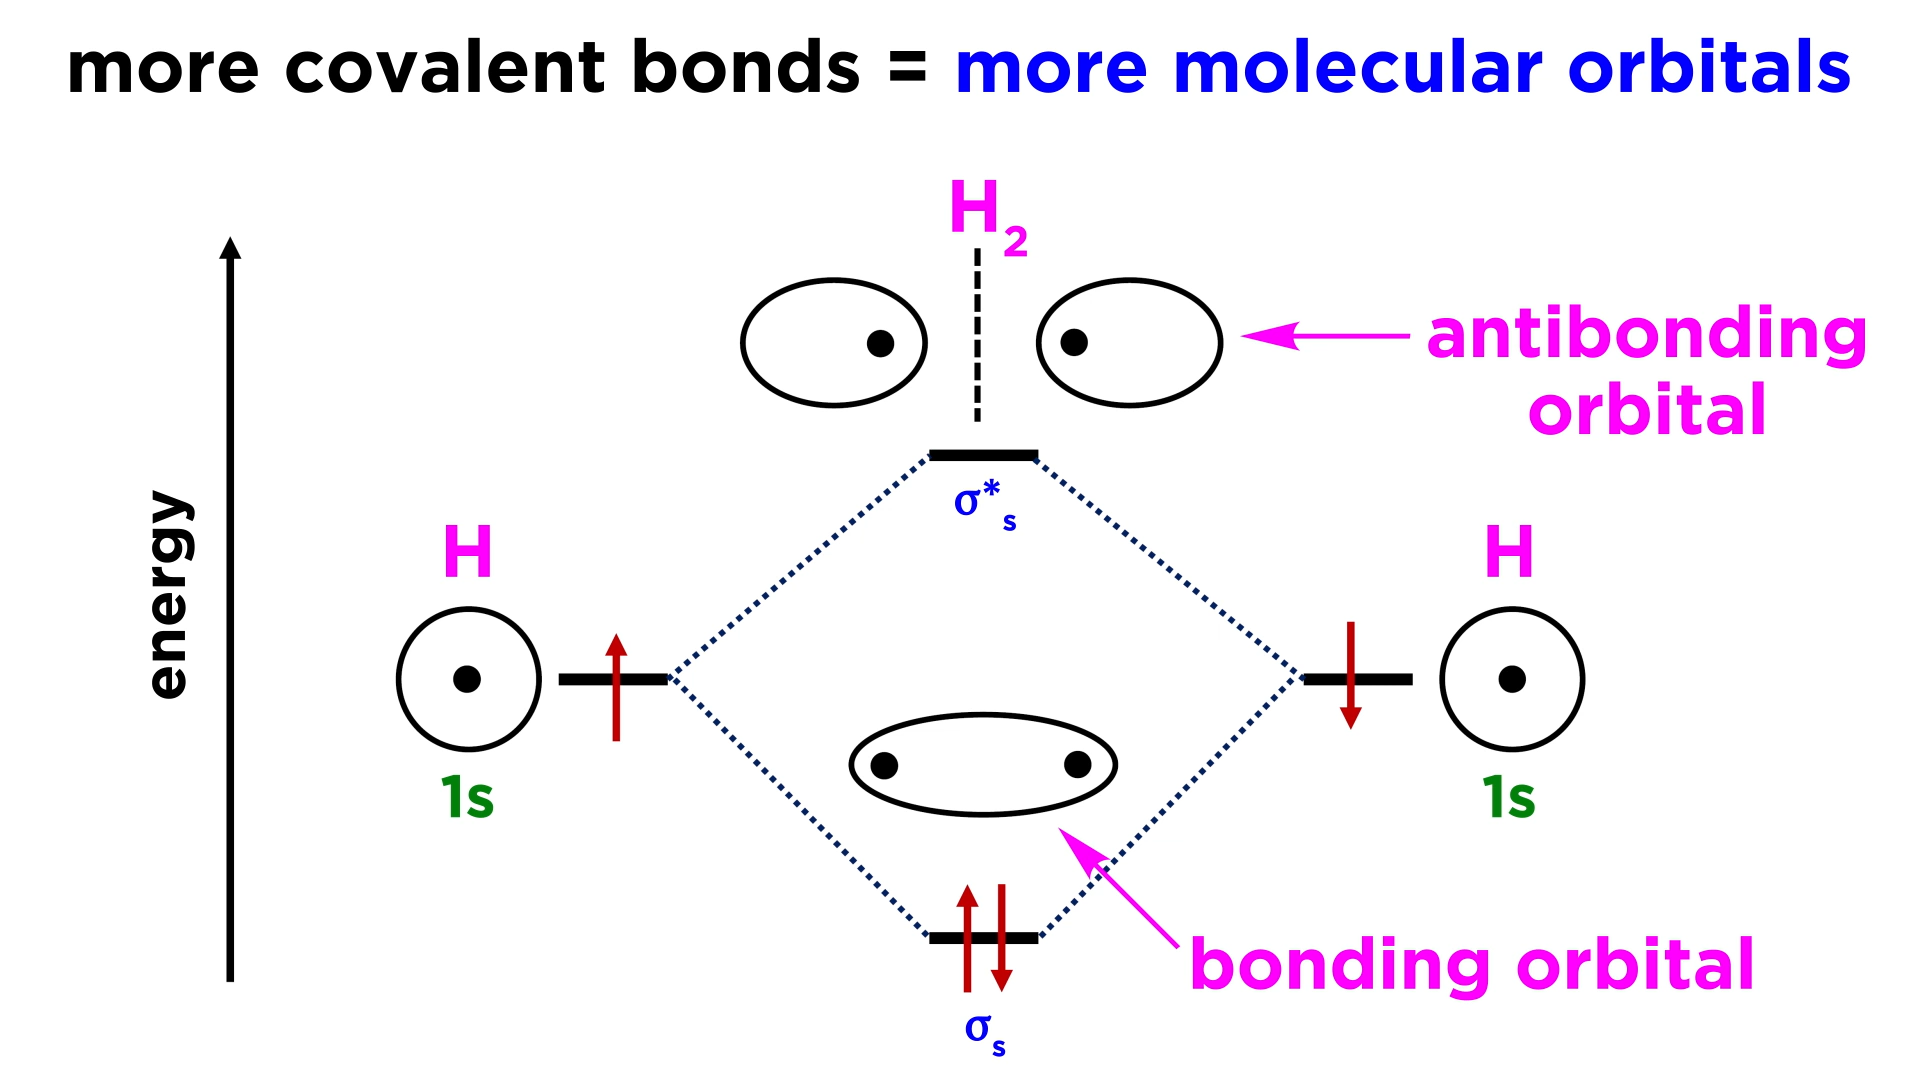 more covalent bonds = more molecular orbitals
H₂
antibonding
orbital
σ*ₛ
energy
H
H
1s
1s
bonding orbital
σₛ